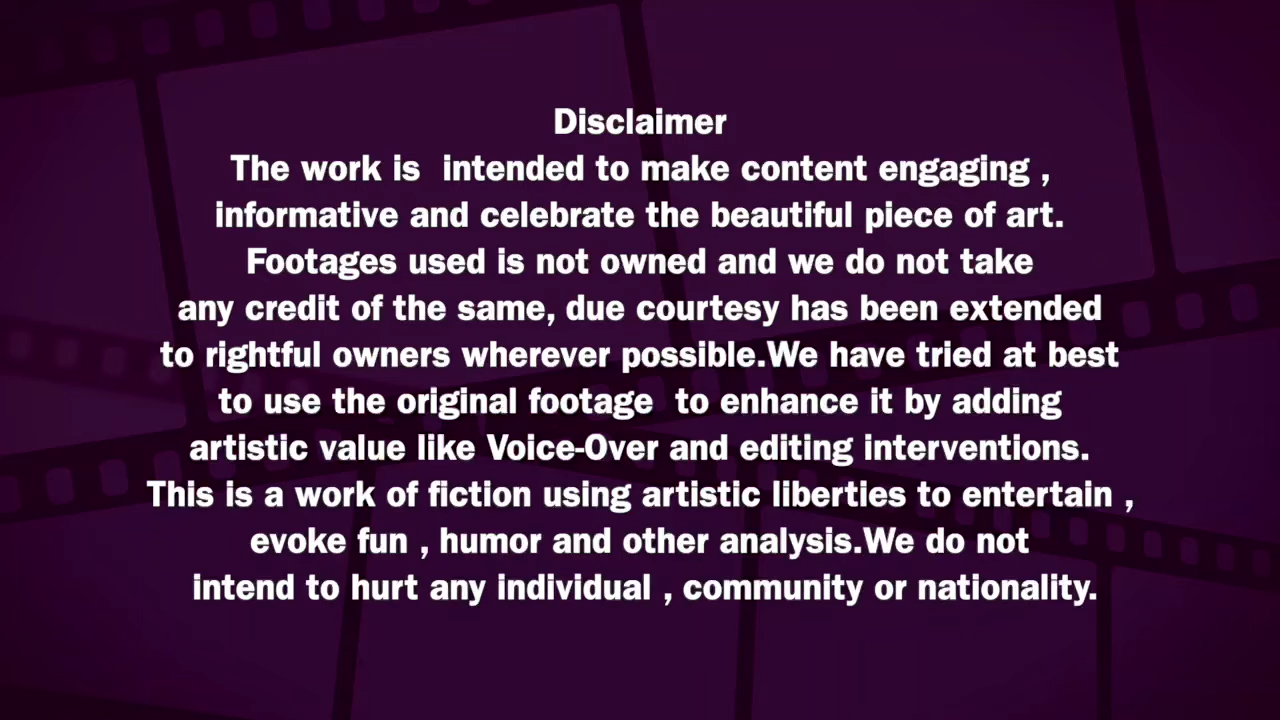 Disclaimer
The work is  intended to make content engaging ,
informative and celebrate the beautiful piece of art.
Footages used is not owned and we do not take
any credit of the same, due courtesy has been extended
to rightful owners wherever possible.We have tried at best
to use the original footage  to enhance it by adding
artistic value like Voice-Over and editing interventions.
This is a work of fiction using artistic liberties to entertain ,
evoke fun , humor and other analysis.We do not
intend to hurt any individual , community or nationality.